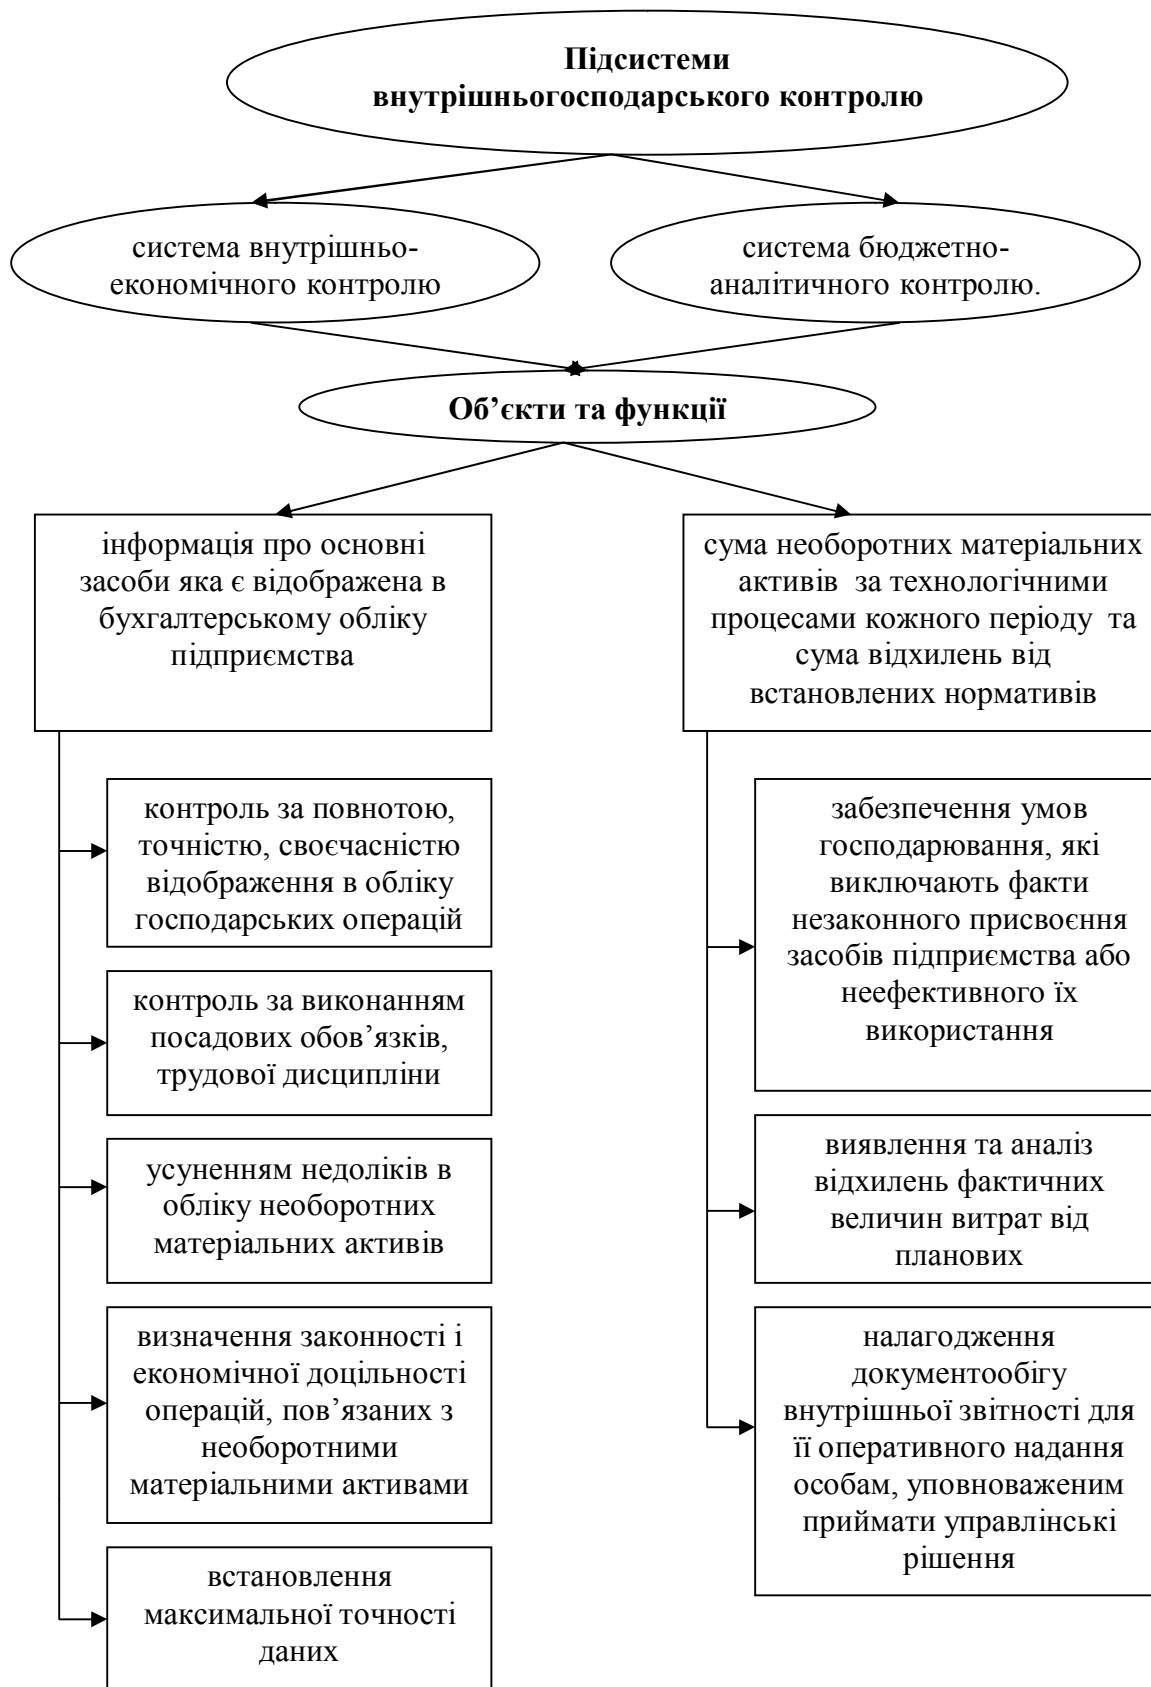 Підсистеми
внутрішньогосподарського контролю
система внутрішньо-
економічного контролю
система бюджетно-
аналітичного контролю.
Об’єкти та функції
інформація про основні
засоби яка є відображена в
бухгалтерському обліку
підприємства
сума необоротних матеріальних
активів за технологічними
процесами кожного періоду та
сума відхилень від
встановлених нормативів
контроль за повнотою,
точністю, своєчасністю
відображення в обліку
господарських операцій
контроль за виконанням
посадових обов’язків,
трудової дисципліни
усуненням недоліків в
обліку необоротних
матеріальних активів
визначення законності і
економічної доцільності
операцій, пов’язаних з
необоротними
матеріальними активами
встановлення
максимальної точності
даних
забезпечення умов
господарювання, які
виключають факти
незаконного присвоєння
засобів підприємства або
неефективного їх
використання
виявлення та аналіз
відхилень фактичних
величин витрат від
планових
налагодження
документообігу
внутрішньої звітності для
її оперативного надання
особам, уповноваженим
приймати управлінські
рішення